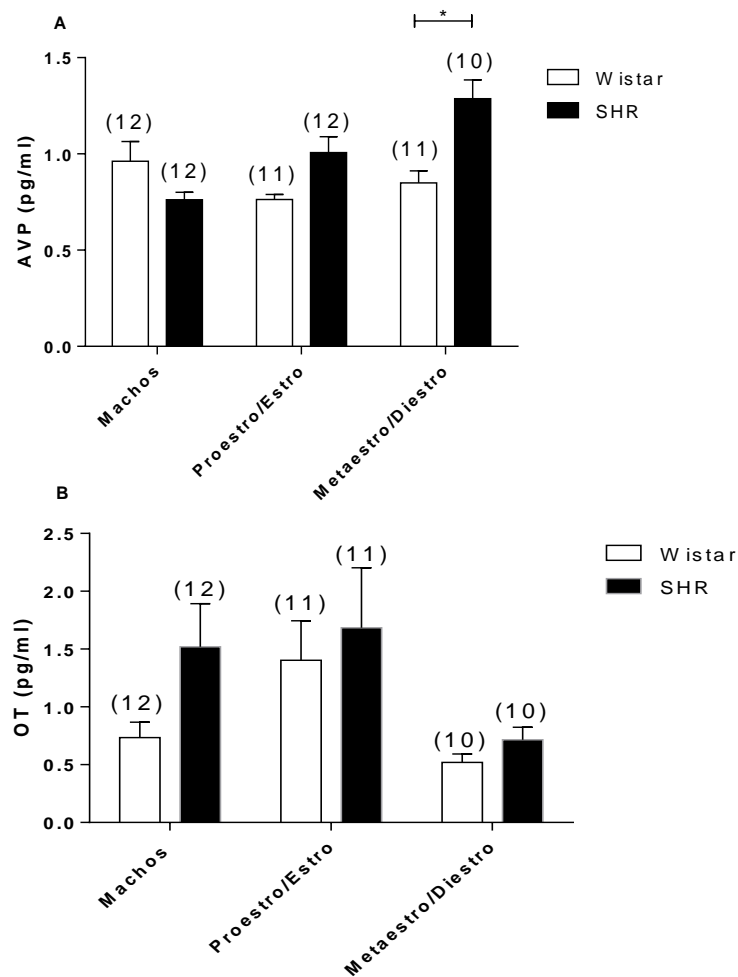 A
*
1.5
1.0
0.5
0.0
AVP (pg/ml)
(12)
(12)
(11)
(12)
(11)
(10)
Machos
Proestro/Estro
Metaestro/Diestro
Wistar
SHR
B
2.5
2.0
1.5
1.0
0.5
0.0
OT (pg/ml)
(12)
(12)
(11)
(11)
(10)
(10)
Machos
Proestro/Estro
Metaestro/Diestro
Wistar
SHR